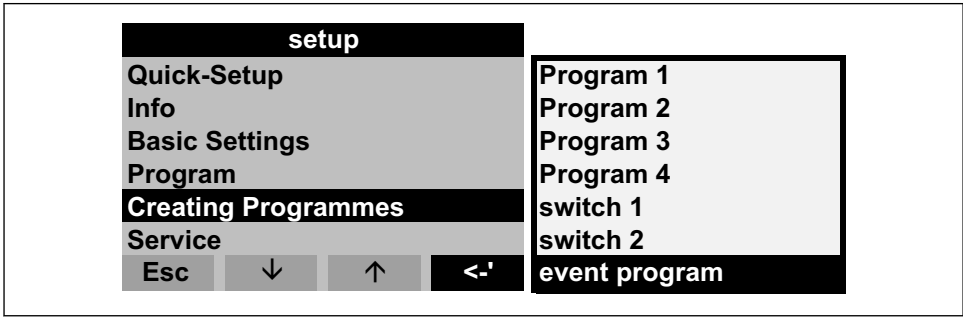 setup
Quick-Setup
Info
Basic Settings
Program
Creating Programmes
Service
Esc ↓ ↑ <-'
Program 1
Program 2
Program 3
Program 4
switch 1
switch 2
event program